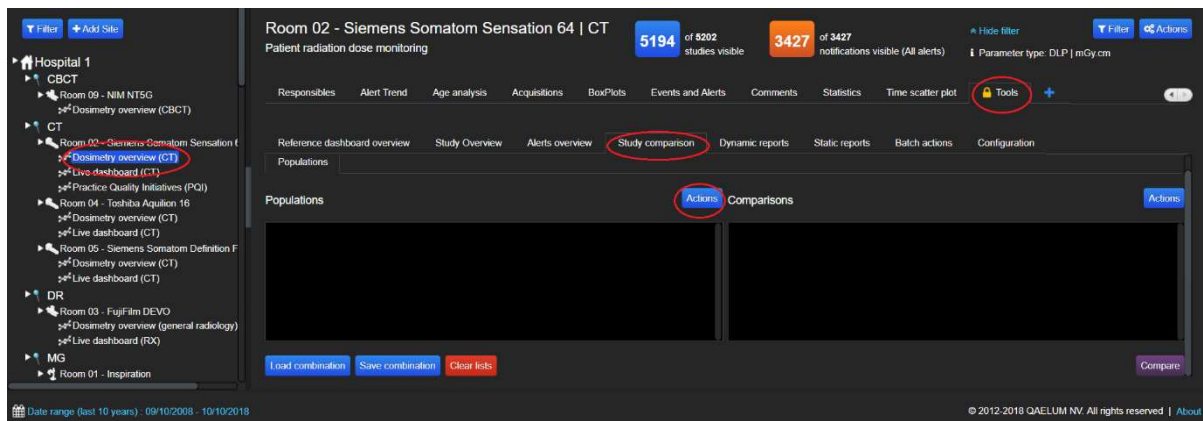 Filter
+Add Site
Hospital 1
CBCT
Room 09 - NIM NT5G
Dosimetry overview (CBCT)
CT
Room 02 - Siemens Somatom Sensation 6
Dosimetry overview (CT)
Live dashboard (CT)
Practice Quality Initiatives (PQI)
Room 04 - Toshiba Aquilion 16
Dosimetry overview (CT)
Live dashboard (CT)
Room 05 - Siemens Somatom Definition F
Dosimetry overview (CT)
Live dashboard (CT)
DR
Room 03 - FujiFilm DEVO
Dosimetry overview (general radiology)
Live dashboard (RX)
MG
Room 01 - Inspiration
Room 02 - Siemens Somatom Sensation 64 | CT
Patient radiation dose monitoring
5194 of 5202
studies visible
3427 of 3427
notifications visible (All alerts)
Hide filter
Parameter type: DLP | mGy.cm
Filter
Actions
Responsibles Alert Trend Age analysis Acquisitions BoxPlots Events and Alerts Comments Statistics Time scatter plot Tools +
Reference dashboard overview Study Overview Alerts overview Study comparison Dynamic reports Static reports Batch actions Configuration
Populations
Populations Actions Comparisons Actions
Load combination Save combination Clear lists Compare
Date range (last 10 years) : 09/10/2008 - 10/10/2018
© 2012-2018 QAELUM NV. All rights reserved | About